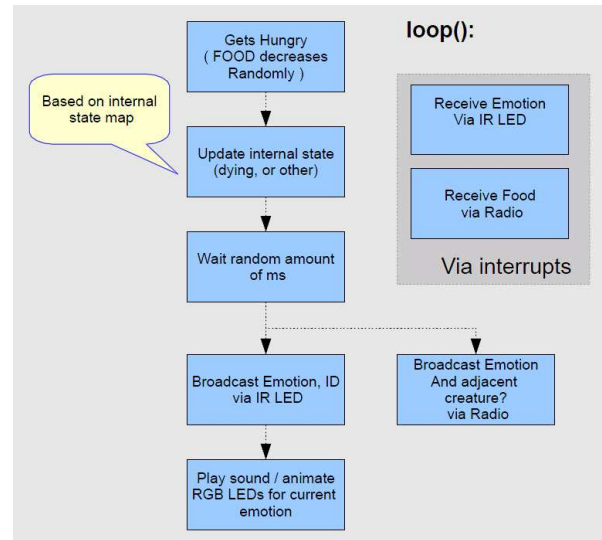 loop():
Gets Hungry
( FOOD decreases
Randomly )
Based on internal
state map
Update internal state
(dying, or other)
Wait random amount
of ms
Broadcast Emotion, ID
via IR LED
Broadcast Emotion
And adjacent
creature?
via Radio
Play sound / animate
RGB LEDs for current
emotion
Receive Emotion
Via IR LED
Receive Food
via Radio
Via interrupts